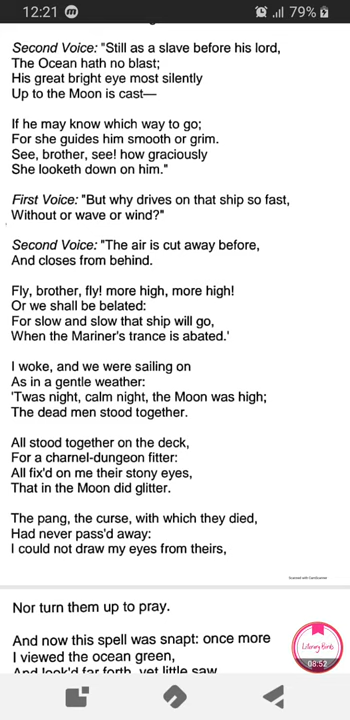 12:21 m 79%
Second Voice: "Still as a slave before his lord,
The Ocean hath no blast;
His great bright eye most silently
Up to the Moon is cast—
If he may know which way to go;
For she guides him smooth or grim.
See, brother, see! how graciously
She looketh down on him."
First Voice: "But why drives on that ship so fast,
Without or wave or wind?"
Second Voice: "The air is cut away before,
And closes from behind.
Fly, brother, fly! more high, more high!
Or we shall be belated:
For slow and slow that ship will go,
When the Mariner's trance is abated.'
I woke, and we were sailing on
As in a gentle weather:
'Twas night, calm night, the Moon was high;
The dead men stood together.
All stood together on the deck,
For a charnel-dungeon fitter:
All fix'd on me their stony eyes,
That in the Moon did glitter.
The pang, the curse, with which they died,
Had never pass'd away:
I could not draw my eyes from theirs,
Scanned with CamScanner
Nor turn them up to pray.
And now this spell was snapt: once more
I viewed the ocean green,
And look'd far forth, yet little saw
Literary Birds
08:52